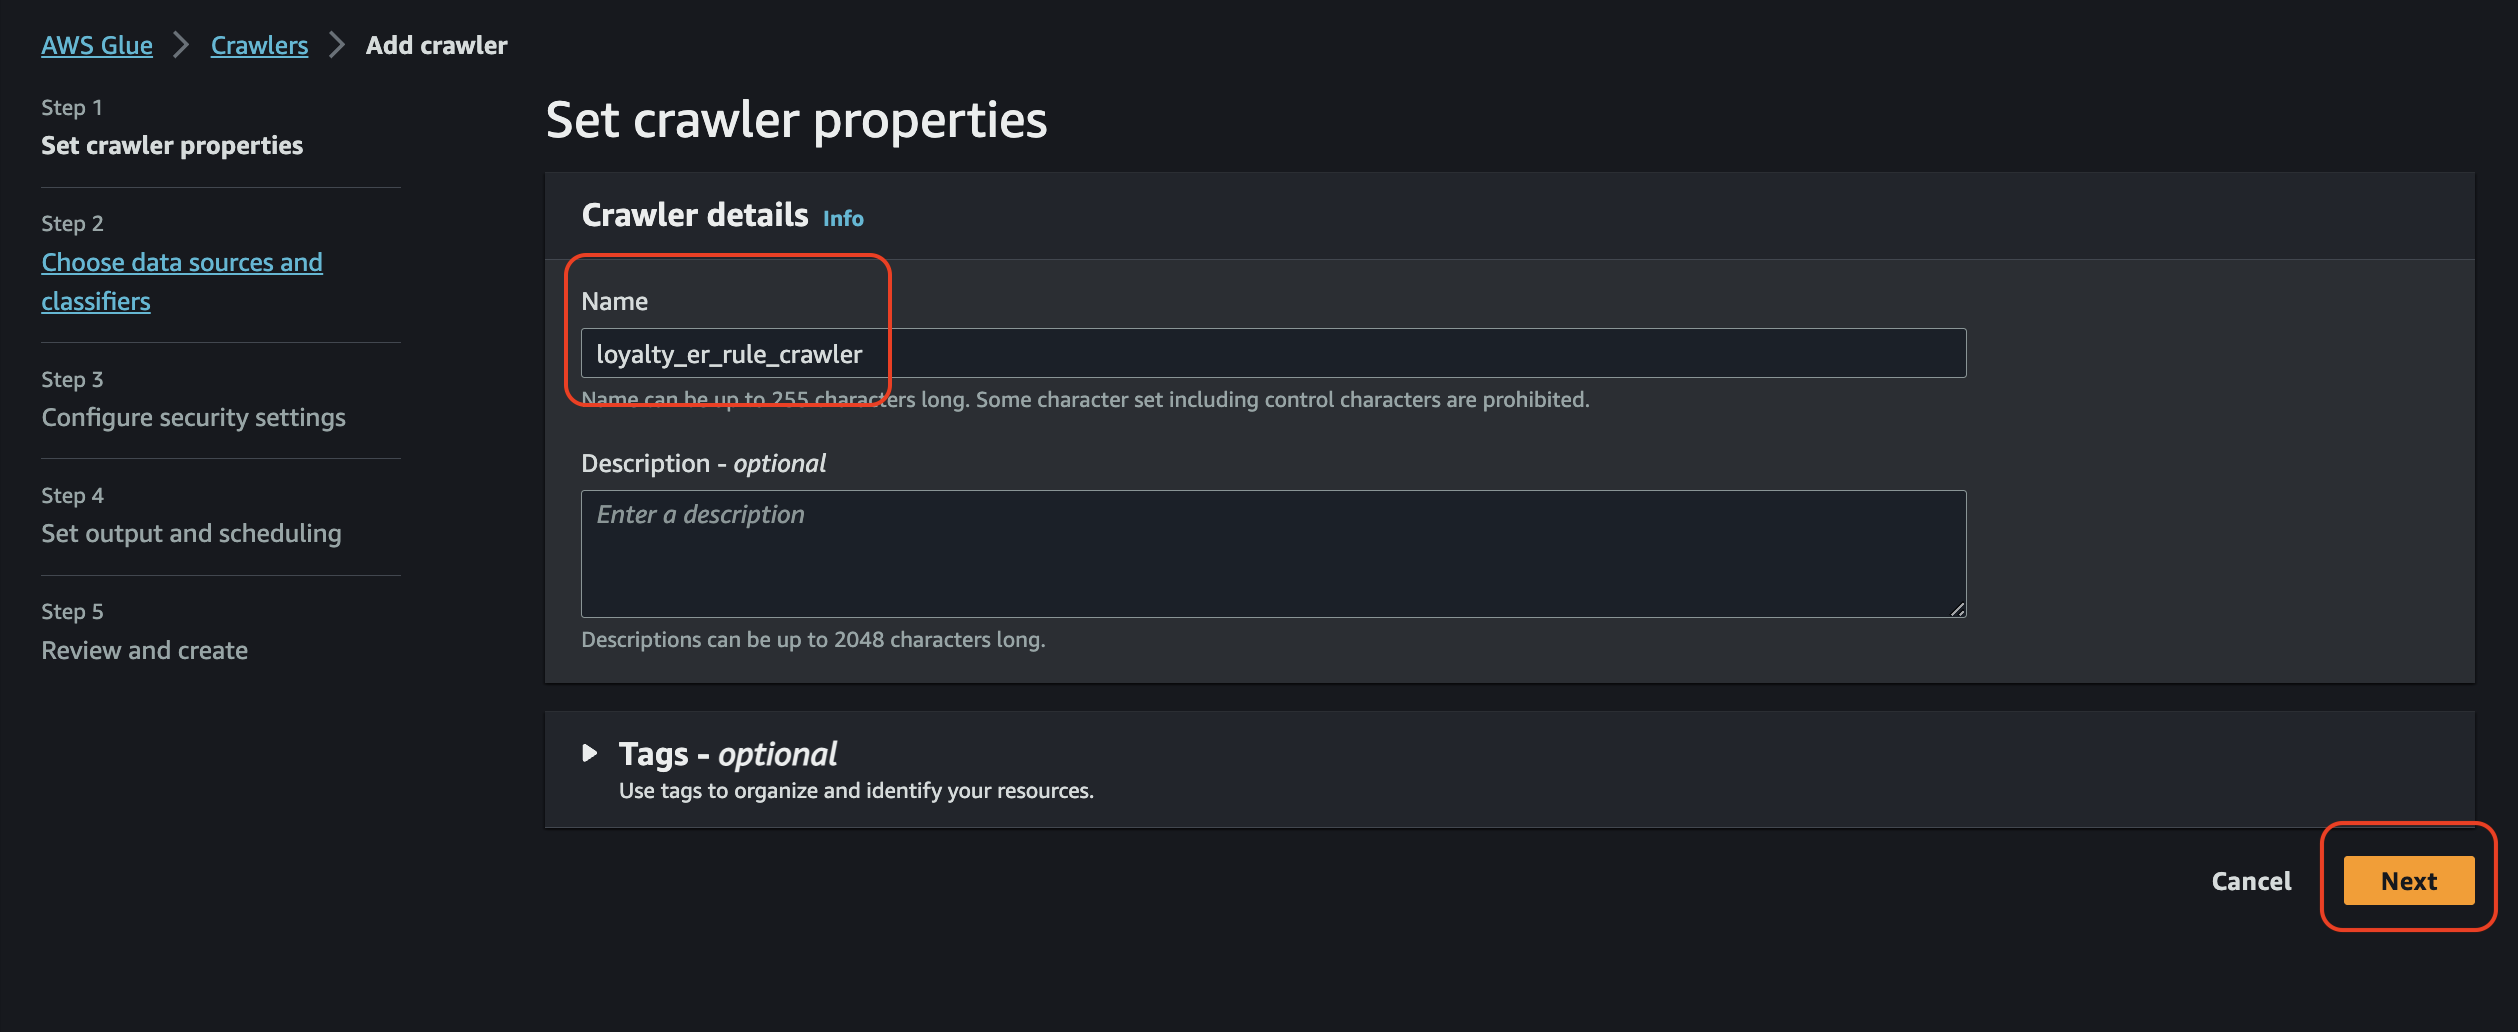 AWS Glue > Crawlers > Add crawler
Step 1
Set crawler properties
Step 2
Choose data sources and
classifiers
Step 3
Configure security settings
Step 4
Set output and scheduling
Step 5
Review and create
Set crawler properties
Crawler details Info
Name
loyalty_er_rule_crawler
Name can be up to 255 characters long. Some character set including control characters are prohibited.
Description - optional
Enter a description
Descriptions can be up to 2048 characters long.
Tags - optional
Use tags to organize and identify your resources.
Cancel Next